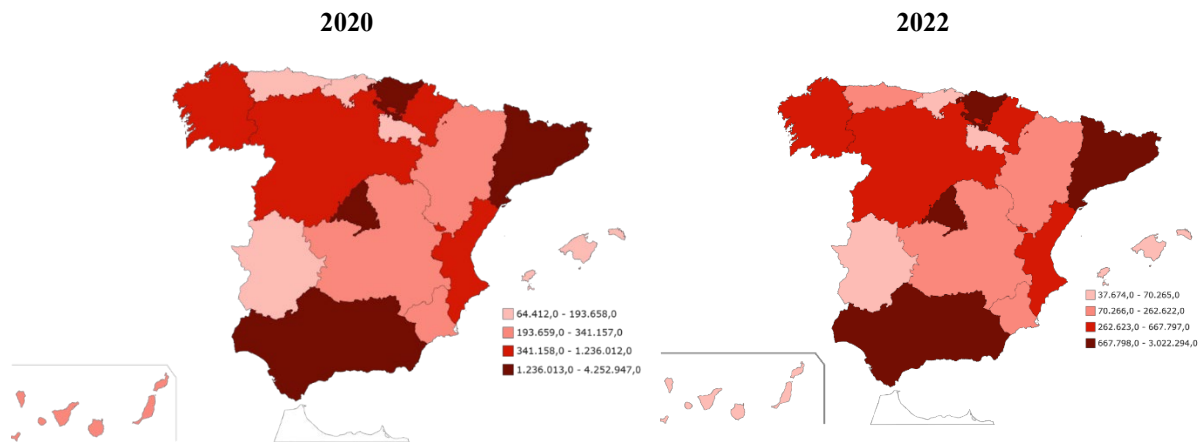 2020
2022
64.412,0 - 193.658,0
193.659,0 - 341.157,0
341.158,0 - 1.236.012,0
1.236.013,0 - 4.252.947,0
37.674,0 - 70.265,0
70.266,0 - 262.622,0
262.623,0 - 667.797,0
667.798,0 - 3.022.294,0